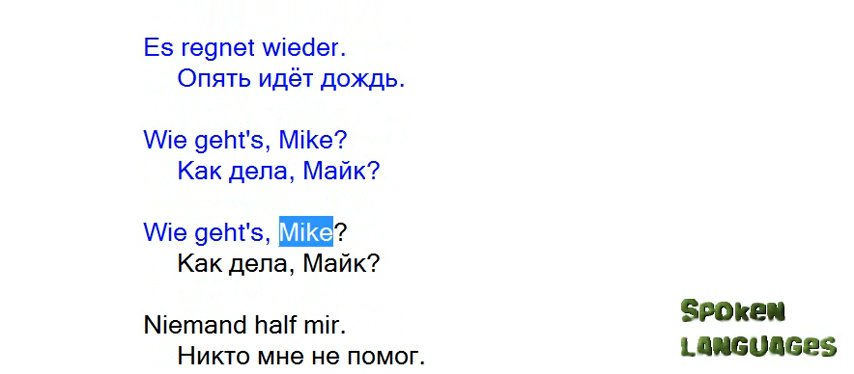 Es regnet wieder.
Опять идёт дождь.
Wie geht's, Mike?
Как дела, Майк?
Wie geht's, Mike?
Как дела, Майк?
Niemand half mir.
Никто мне не помог.
Spoken
Languages